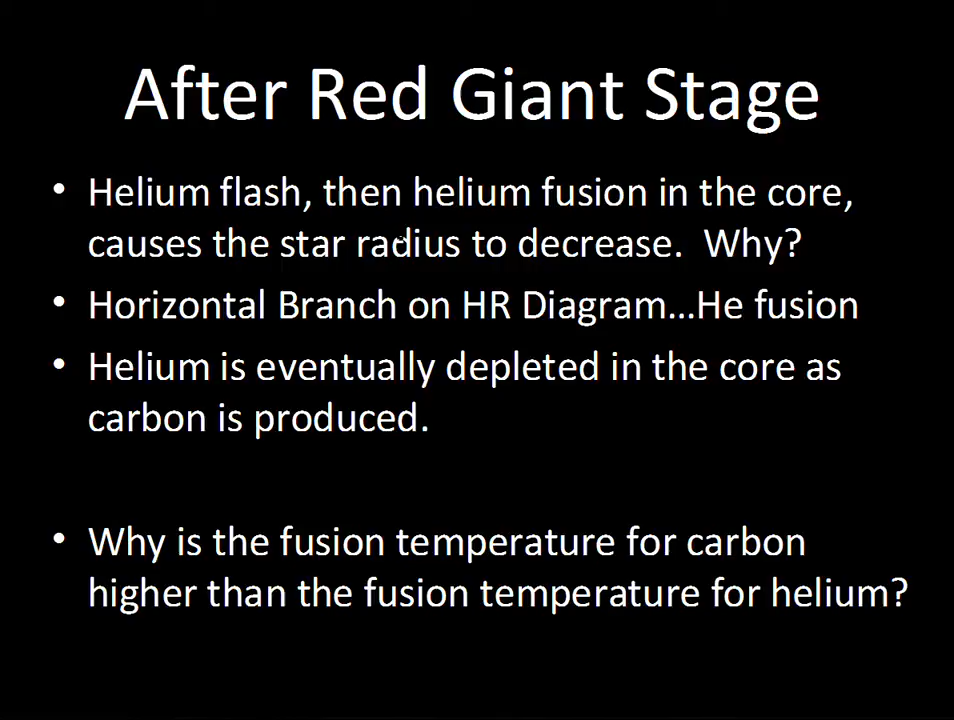 After Red Giant Stage
• Helium flash, then helium fusion in the core,
causes the star radius to decrease.  Why?
• Horizontal Branch on HR Diagram...He fusion
• Helium is eventually depleted in the core as
carbon is produced.
• Why is the fusion temperature for carbon
higher than the fusion temperature for helium?